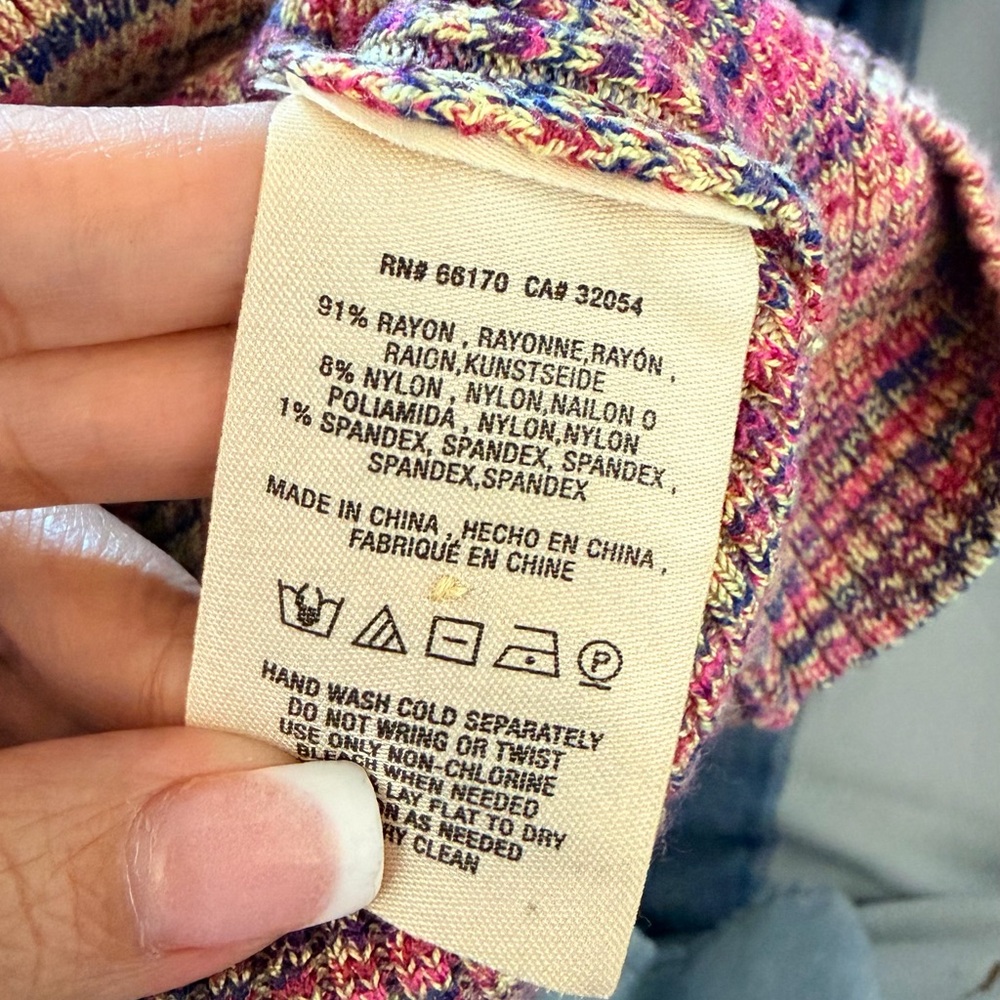 RN# 66170 CA# 32054
91% RAYON , RAYONNE,RAYÓN ,
RAION,KUNSTSEIDE
8% NYLON , NYLON,NAILON O
POLIAMIDA , NYLON,NYLON
1% SPANDEX, SPANDEX, SPANDEX ,
SPANDEX,SPANDEX
MADE IN CHINA , HECHO EN CHINA ,
FABRIQUÉ EN CHINE
P
HAND WASH COLD SEPARATELY
DO NOT WRING OR TWIST
USE ONLY NON-CHLORINE
BLEACH WHEN NEEDED
LAY FLAT TO DRY
AS NEEDED
CLEAN